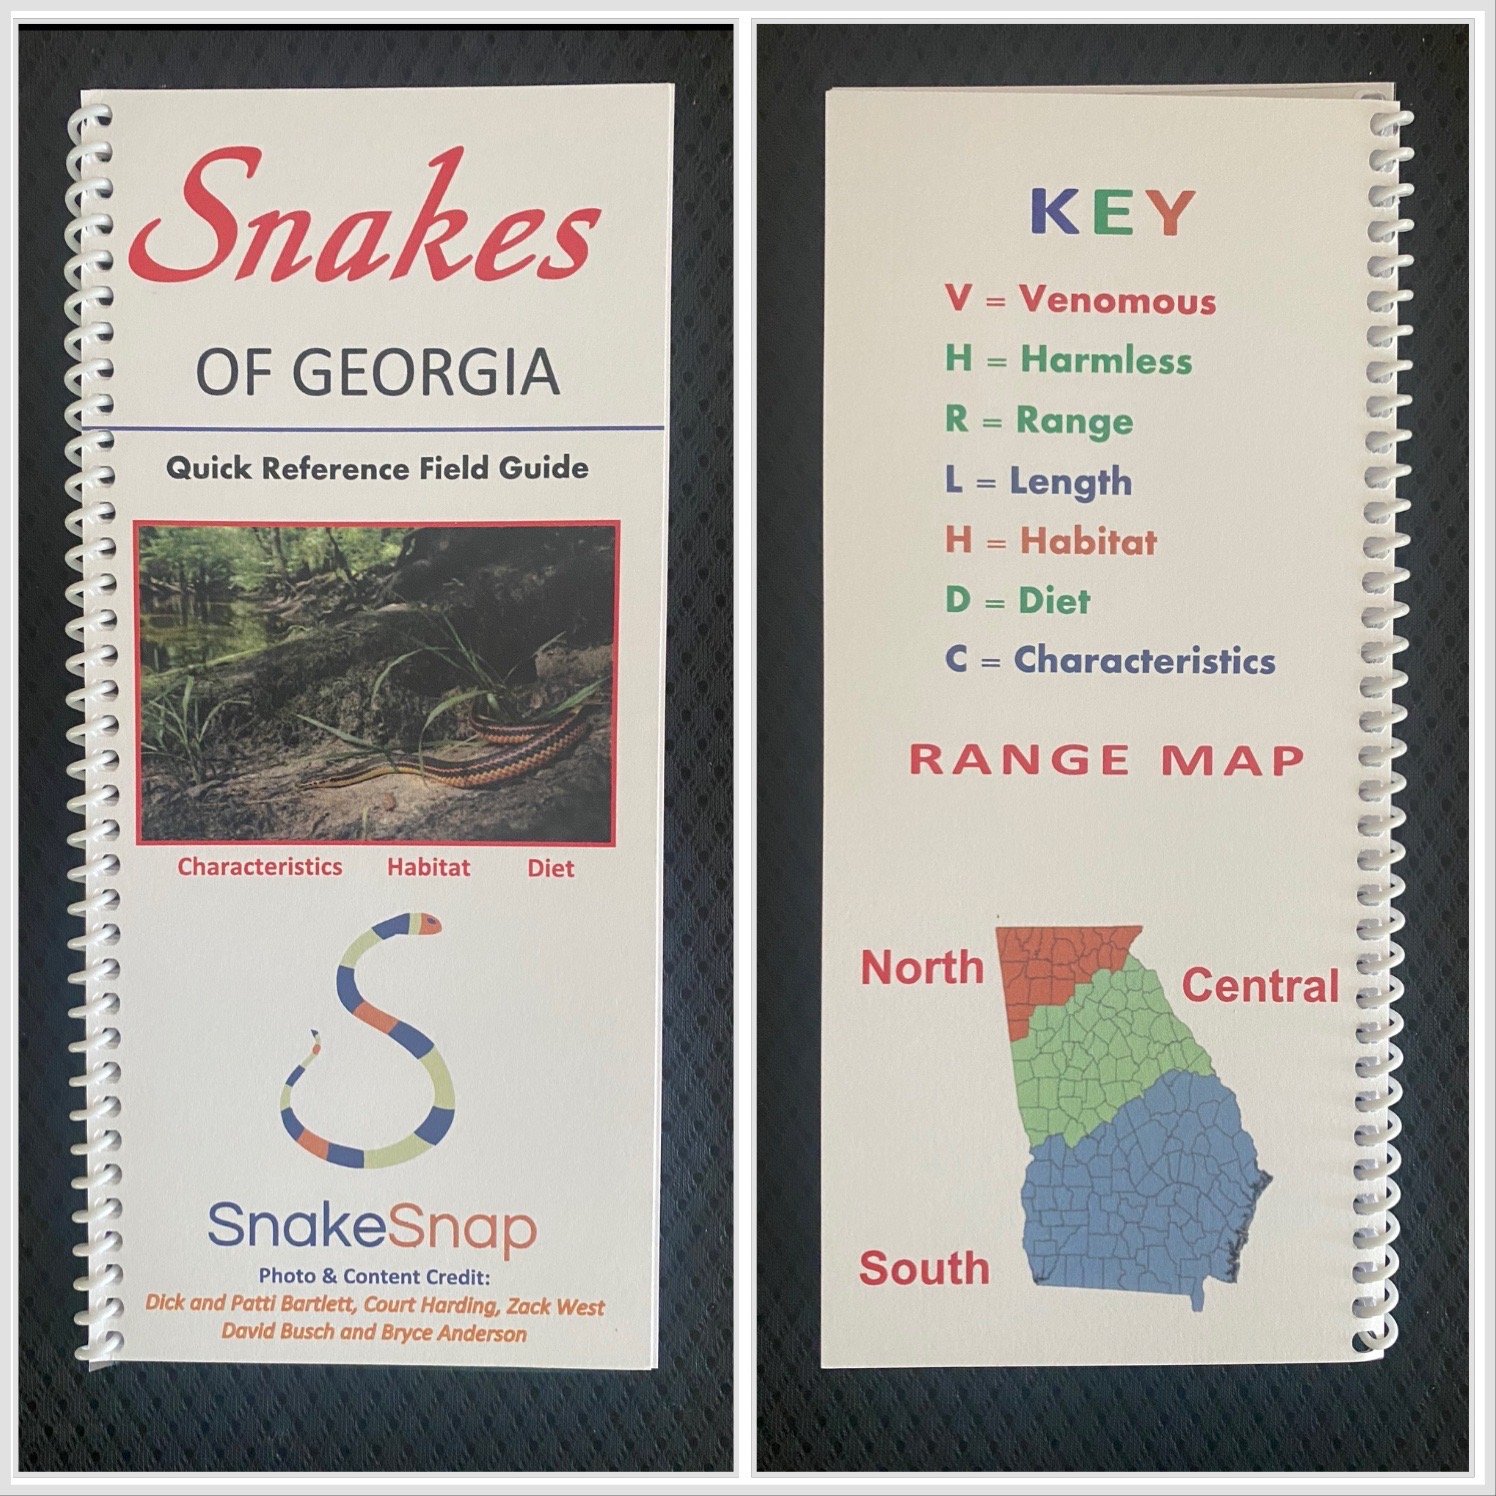 Snakes
OF GEORGIA
Quick Reference Field Guide
Characteristics Habitat Diet
SnakeSnap
Photo & Content Credit:
Dick and Patti Bartlett, Court Harding, Zack West
David Busch and Bryce Anderson
KEY
V = Venomous
H = Harmless
R = Range
L = Length
H = Habitat
D = Diet
C = Characteristics
RANGE MAP
North
Central
South